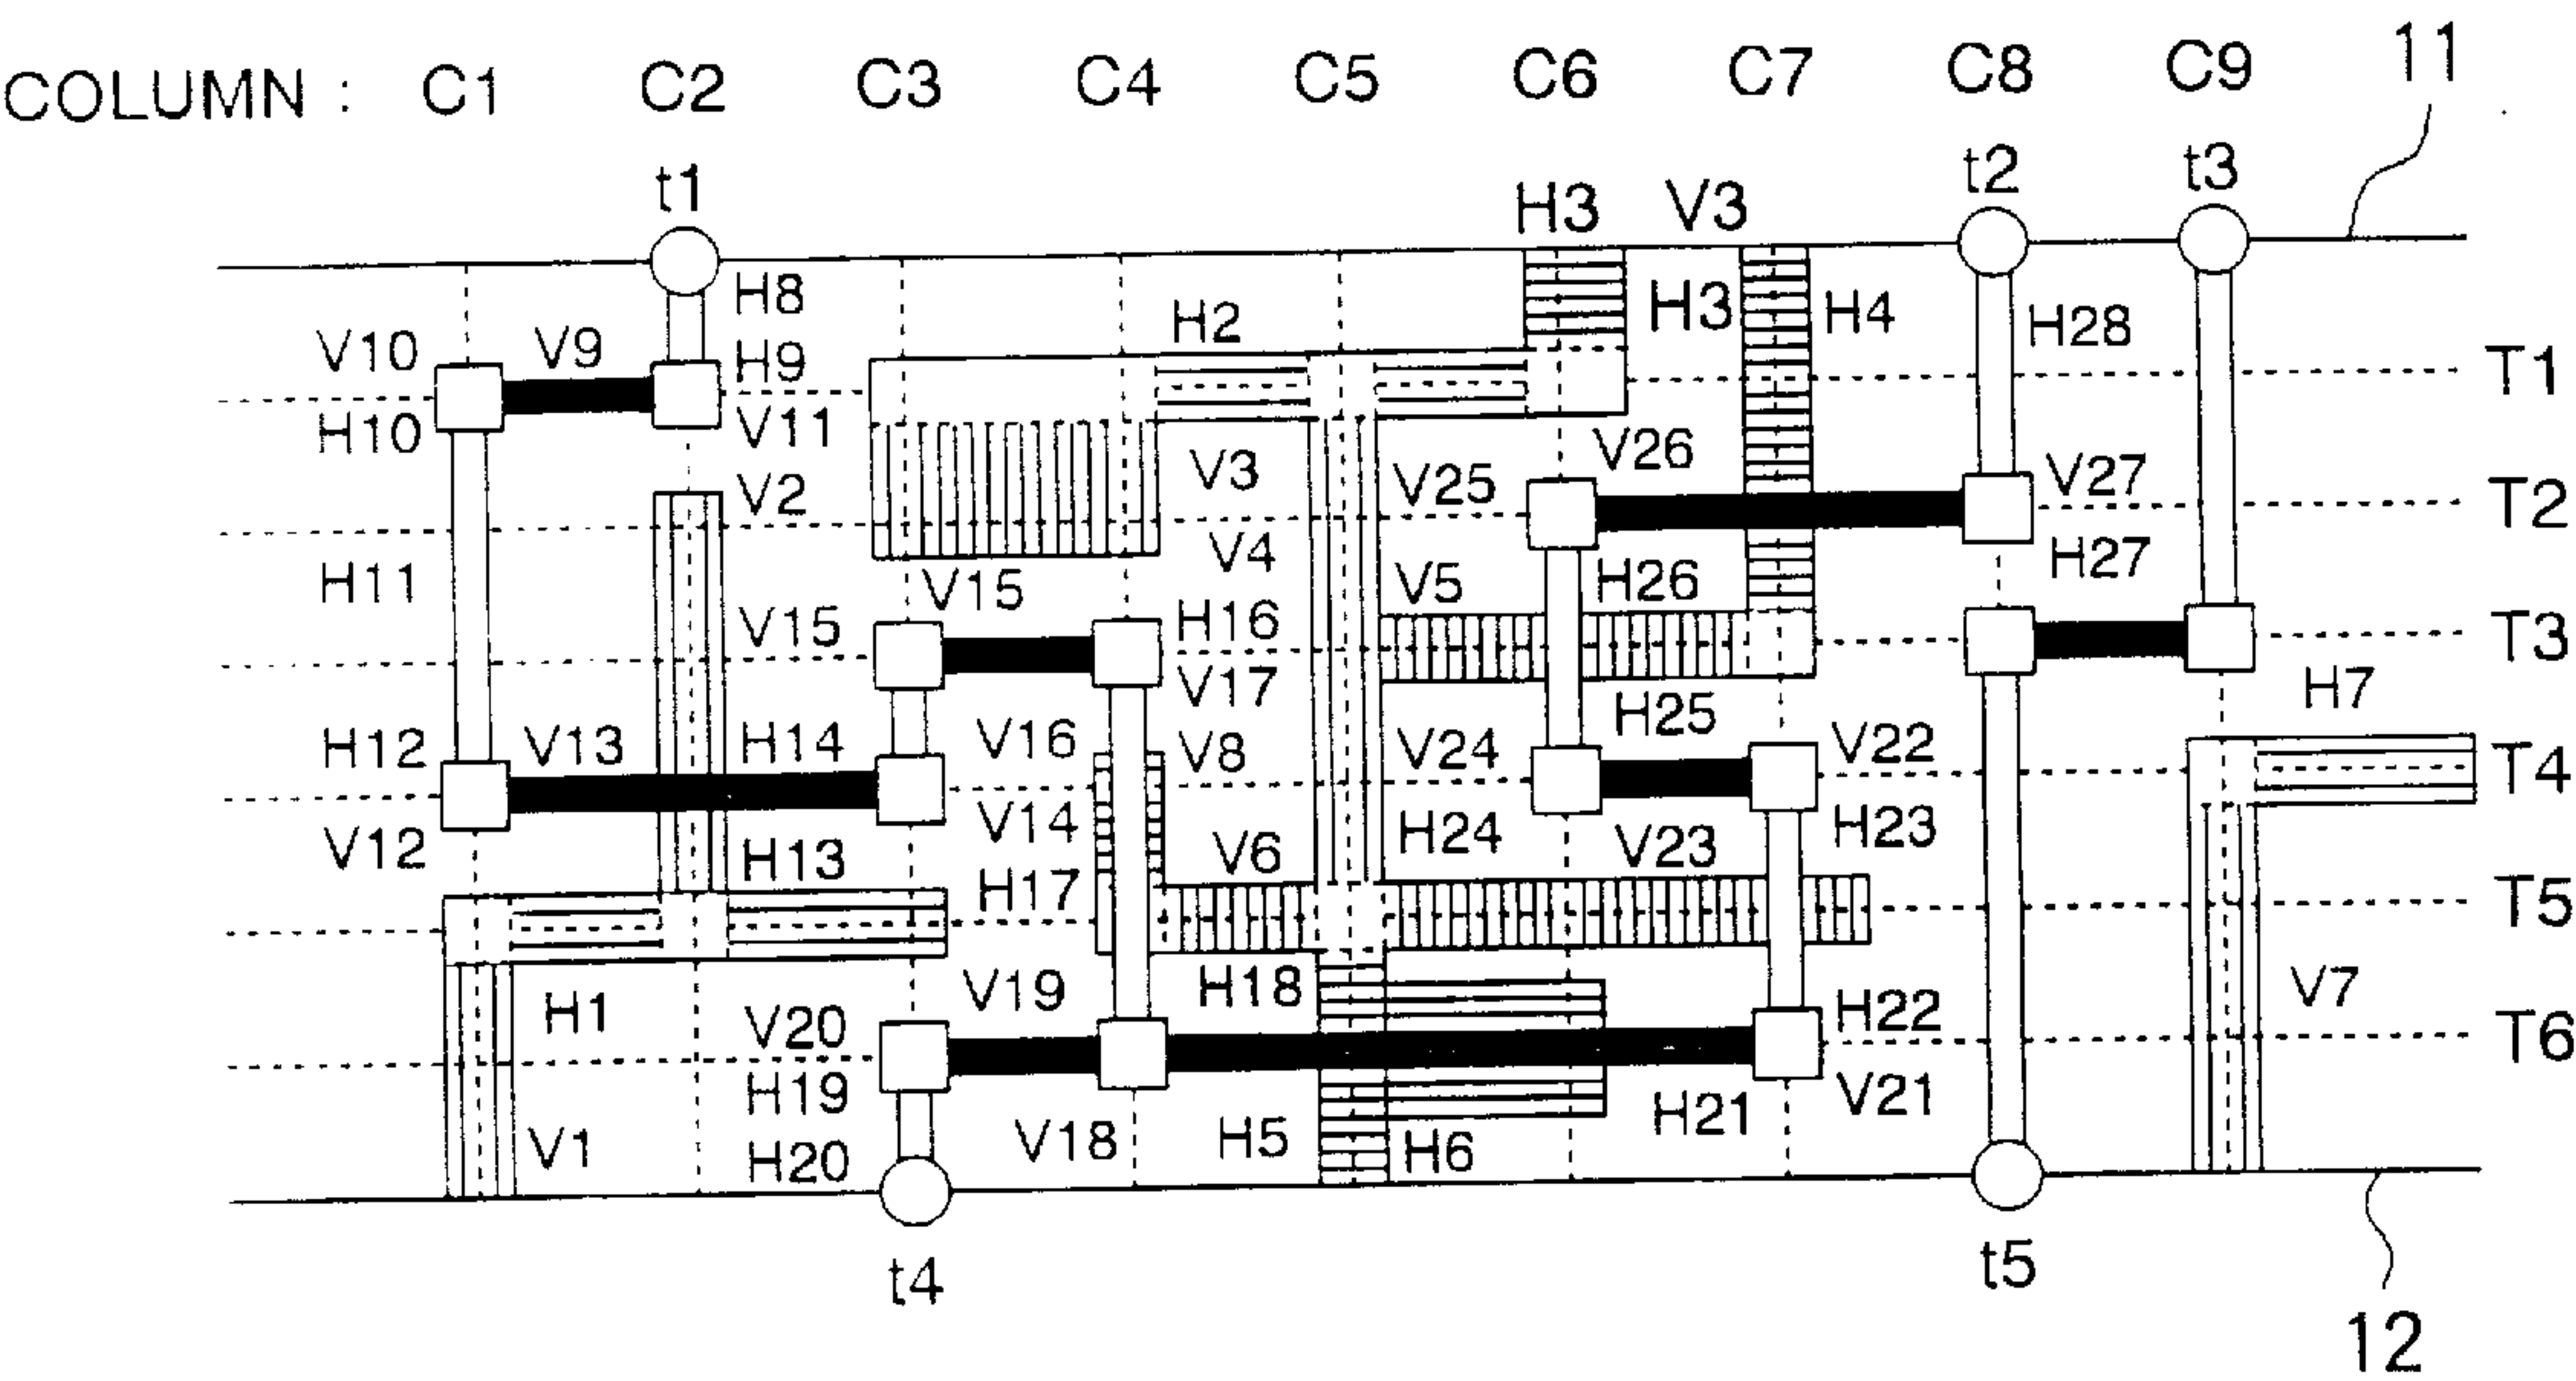 COLUMN : C1 C2 C3 C4 C5 C6 C7 C8 C9 11
t1 H3 V3 t2 t3
H8 H2 H3 H4 H28
V10 V9 H9 T1
H10 V11 V26
V2 V3 V25 V27 T2
H11 V15 V4 V5 H26 H27
V15 H16 T3
V17 H25 H7
H12 V13 H14 V16 V8 V24 V22 T4
V12 V14 V6 H24 V23 H23
H13 H17 T5
H1 V20 V19 H18 H22 V7 T6
H19 V21
V1 H20 V18 H5 H6 H21
t4 t5
12